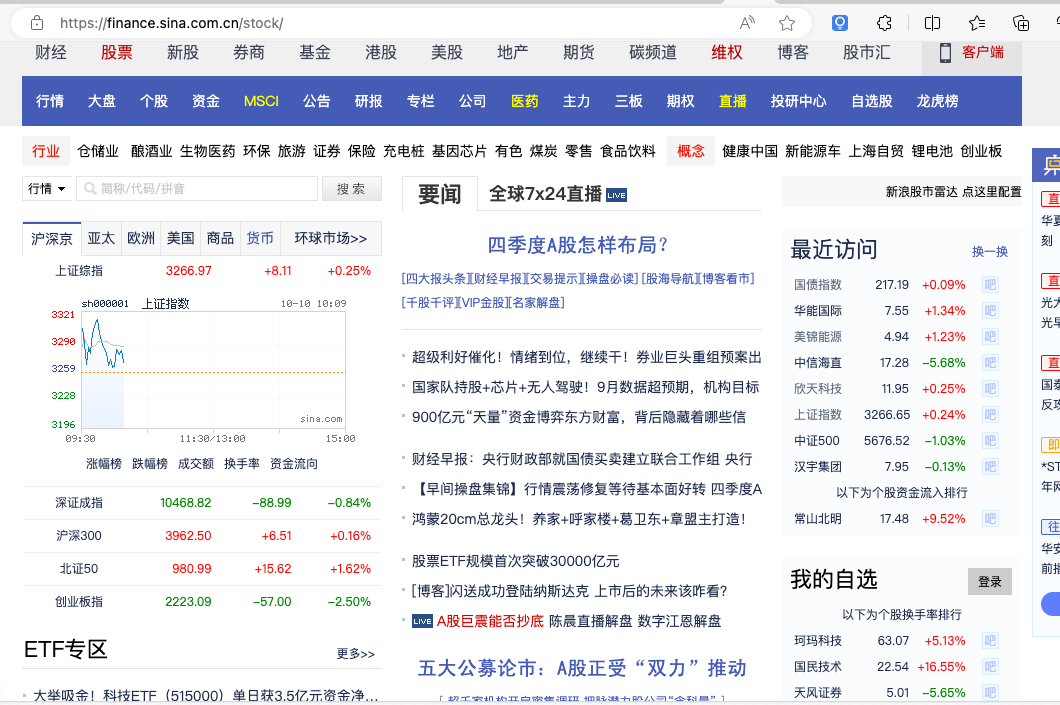 https://finance.sina.com.cn/stock/
财经 股票 新股 券商 基金 港股 美股 地产 期货 碳频道 维权 博客 股市汇 客户端
行情 大盘 个股 资金 MSCI 公告 研报 专栏 公司 医药 主力 三板 期权 直播 投研中心 自选股 龙虎榜
行业 仓储业 酿酒业 生物医药 环保 旅游 证券 保险 充电桩 基因芯片 有色 煤炭 零售 食品饮料 概念 健康中国 新能源车 上海自贸 锂电池 创业板
行情 简称/代码/拼音 搜 索
沪深京 亚太 欧洲 美国 商品 货币 环球市场>>
上证综指 3266.97 +8.11 +0.25%
sh000001 上证指数 10-10 10:09
3321
3290
3259
3228
3196
sina.com
09:30 11:30/13:00 15:00
涨幅榜 跌幅榜 成交额 换手率 资金流向
深证成指 10468.82 -88.99 -0.84%
沪深300 3962.50 +6.51 +0.16%
北证50 980.99 +15.62 +1.62%
创业板指 2223.09 -57.00 -2.50%
ETF专区 更多>>
大举吸金！科技ETF（515000）单日获3.5亿元资金净...
要闻 全球7x24直播 LIVE
四季度A股怎样布局？
[四大报头条][财经早报][交易提示][操盘必读] [股海导航][博客看市]
[千股千评][VIP金股][名家解盘]
超级利好催化！情绪到位，继续干！券业巨头重组预案出
国家队持股+芯片+无人驾驶！9月数据超预期，机构目标
900亿元“天量”资金博弈东方财富，背后隐藏着哪些信
财经早报：央行财政部就国债买卖建立联合工作组 央行
【早间操盘集锦】行情震荡修复等待基本面好转 四季度A
鸿蒙20cm总龙头！养家+呼家楼+葛卫东+章盟主打造！
股票ETF规模首次突破30000亿元
[博客]闪送成功登陆纳斯达克 上市后的未来该咋看？
LIVE A股巨震能否抄底 陈晨直播解盘 数字江恩解盘
五大公募论市：A股正受“双力”推动
新浪股市雷达 点这里配置
最近访问 换一换
国债指数 217.19 +0.09% 吧
华能国际 7.55 +1.34% 吧
美锦能源 4.94 +1.23% 吧
中信海直 17.28 -5.68% 吧
欣天科技 11.95 +0.25% 吧
上证指数 3266.65 +0.24% 吧
中证500 5676.52 -1.03% 吧
汉宇集团 7.95 -0.13% 吧
以下为个股资金流入排行
常山北明 17.48 +9.52% 吧
我的自选 登录
以下为个股换手率排行
珂玛科技 63.07 +5.13% 吧
国民技术 22.54 +16.55% 吧
天风证券 5.01 -5.65% 吧
直
华夏
刻
直
光大
光早
直
国泰
反攻
即
*ST
年网
往
华安
前捷